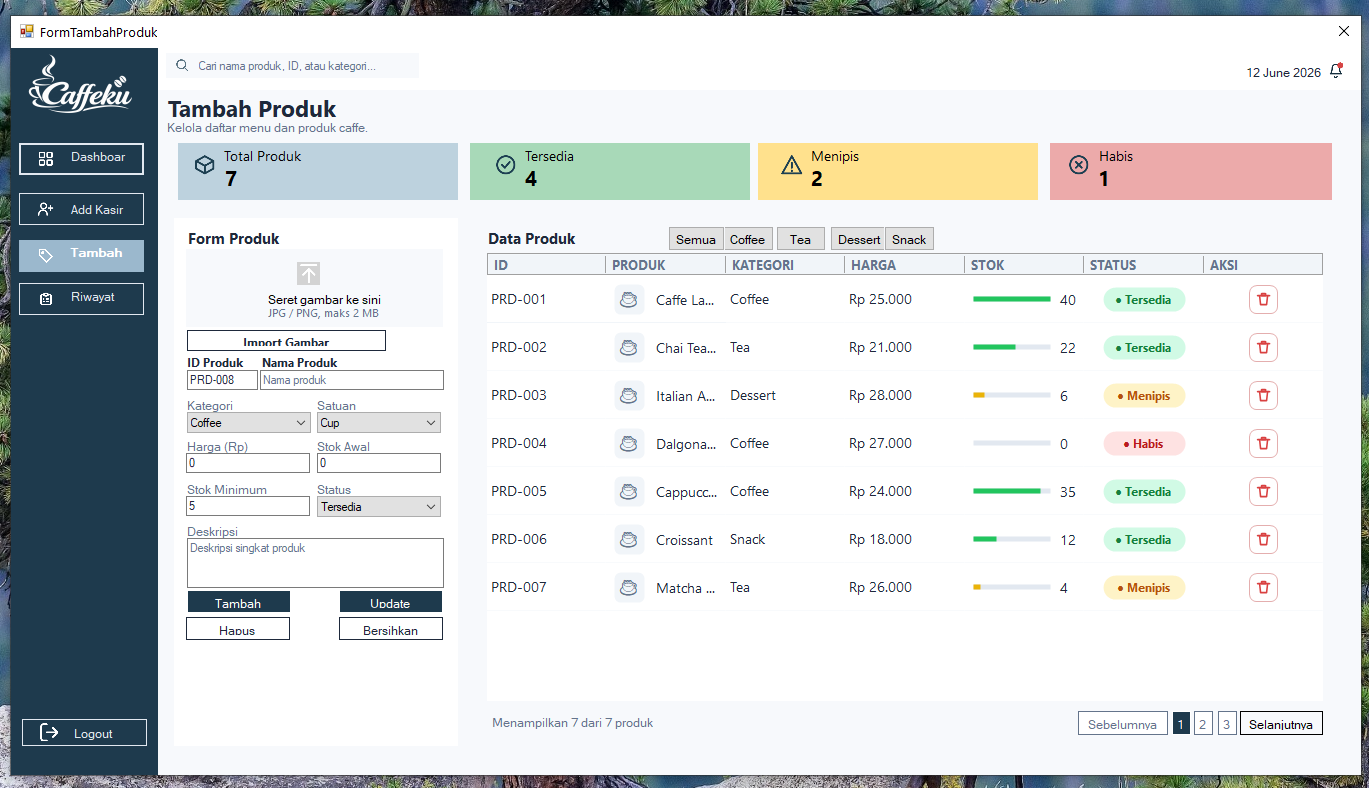 FormTambahProduk
Caffeku
Cari nama produk, ID, atau kategori...
12 June 2026
Tambah Produk
Kelola daftar menu dan produk caffe.
Total Produk
7
Tersedia
4
Menipis
2
Habis
1
Dashboar
Add Kasir
Tambah
Riwayat
Logout
Form Produk
Seret gambar ke sini
JPG / PNG, maks 2 MB
Import Gambar
ID Produk Nama Produk
PRD-008 Nama produk
Kategori Satuan
Coffee Cup
Harga (Rp) Stok Awal
0 0
Stok Minimum Status
5 Tersedia
Deskripsi
Deskripsi singkat produk
Tambah Update
Hapus Bersihkan
Data Produk Semua Coffee Tea Dessert Snack
ID PRODUK KATEGORI HARGA STOK STATUS AKSI
PRD-001 Caffe La... Coffee Rp 25.000 40 • Tersedia
PRD-002 Chai Tea... Tea Rp 21.000 22 • Tersedia
PRD-003 Italian A... Dessert Rp 28.000 6 • Menipis
PRD-004 Dalgona... Coffee Rp 27.000 0 • Habis
PRD-005 Cappucc... Coffee Rp 24.000 35 • Tersedia
PRD-006 Croissant Snack Rp 18.000 12 • Tersedia
PRD-007 Matcha ... Tea Rp 26.000 4 • Menipis
Menampilkan 7 dari 7 produk
Sebelumnya 1 2 3 Selanjutnya